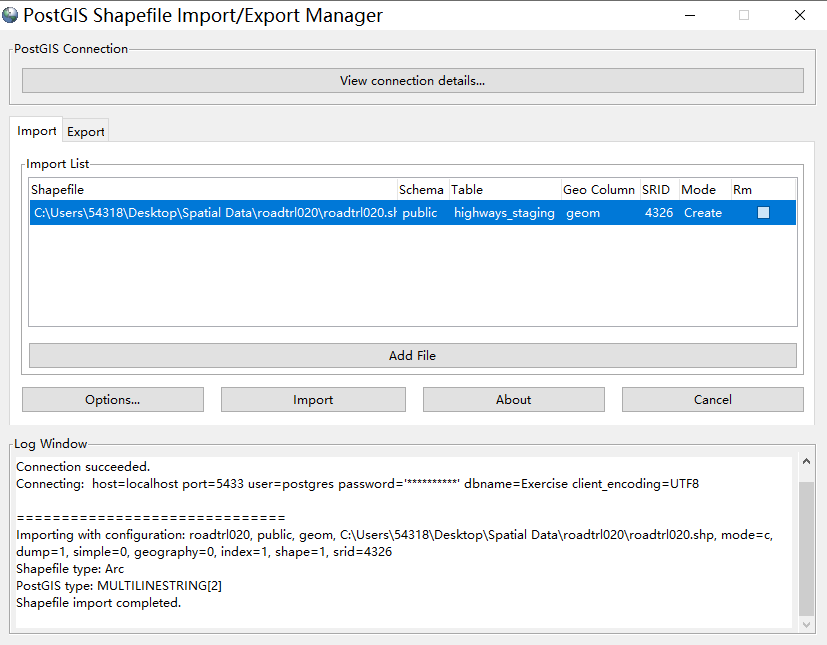 PostGIS Shapefile Import/Export Manager
PostGIS Connection
View connection details...
Import Export
Import List
Shapefile Schema Table Geo Column SRID Mode Rm
C:\Users\54318\Desktop\Spatial Data\roadtrl020\roadtrl020.sh public highways_staging geom 4326 Create
Add File
Options... Import About Cancel
Log Window
Connection succeeded.
Connecting: host=localhost port=5433 user=postgres password='**********' dbname=Exercise client_encoding=UTF8
==============================
Importing with configuration: roadtrl020, public, geom, C:\Users\54318\Desktop\Spatial Data\roadtrl020\roadtrl020.shp, mode=c,
dump=1, simple=0, geography=0, index=1, shape=1, srid=4326
Shapefile type: Arc
PostGIS type: MULTILINESTRING[2]
Shapefile import completed.